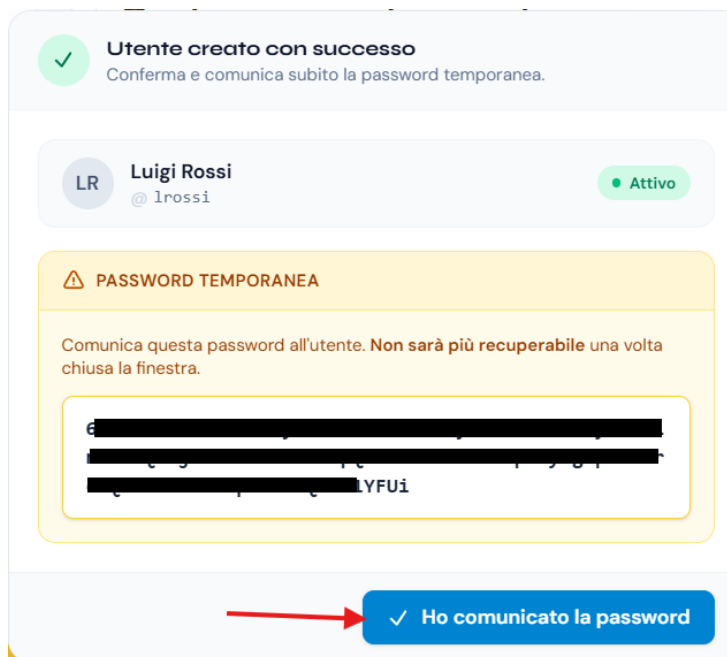 Utente creato con successo
Conferma e comunica subito la password temporanea.
LR
Luigi Rossi
@ lrossi
Attivo
PASSWORD TEMPORANEA
Comunica questa password all'utente. Non sarà più recuperabile una volta
chiusa la finestra.
Ho comunicato la password